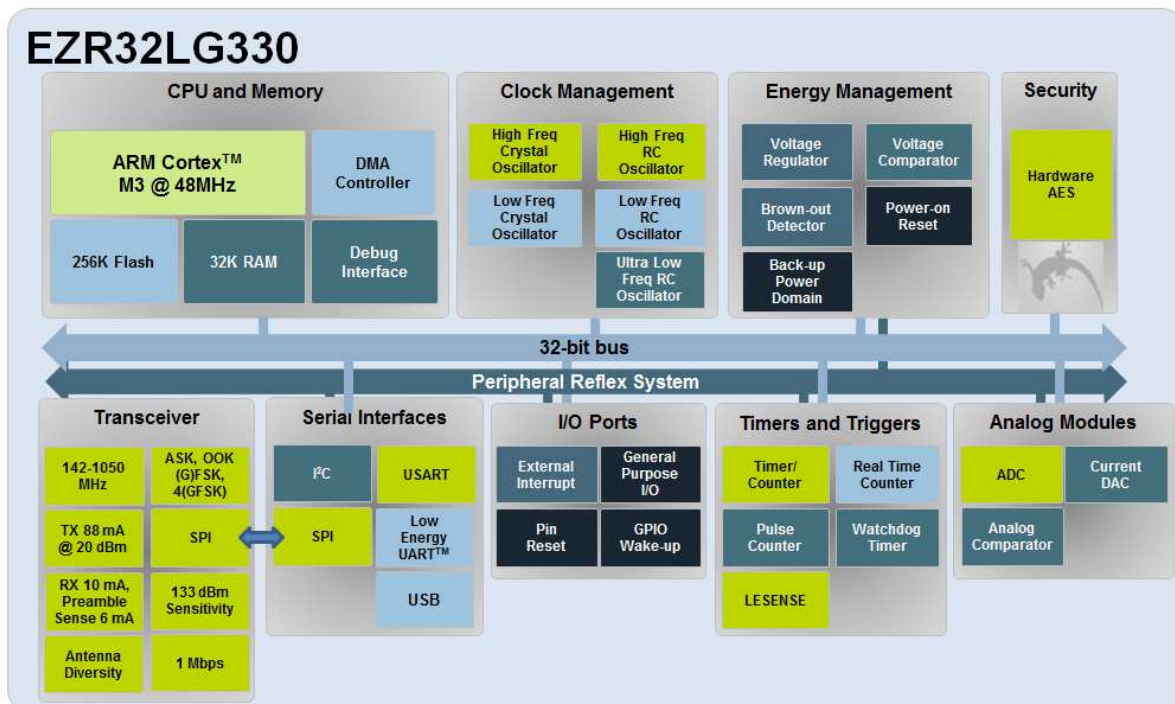 EZR32LG330
CPU and Memory
ARM Cortex™
M3 @ 48MHz
DMA
Controller
256K Flash
32K RAM
Debug
Interface
Clock Management
High Freq
Crystal
Oscillator
High Freq
RC
Oscillator
Low Freq
Crystal
Oscillator
Low Freq
RC
Oscillator
Ultra Low
Freq RC
Oscillator
Energy Management
Voltage
Regulator
Voltage
Comparator
Brown-out
Detector
Power-on
Reset
Back-up
Power
Domain
Security
Hardware
AES
32-bit bus
Peripheral Reflex System
Transceiver
142-1050
MHz
ASK, OOK
(G)FSK,
4(GFSK)
TX 88 mA
@ 20 dBm
SPI
RX 10 mA,
Preamble
Sense 6 mA
133 dBm
Sensitivity
Antenna
Diversity
1 Mbps
Serial Interfaces
I²C
USART
SPI
Low
Energy
UART™
USB
I/O Ports
External
Interrupt
General
Purpose
I/O
Pin
Reset
GPIO
Wake-up
Timers and Triggers
Timer/
Counter
Real Time
Counter
Pulse
Counter
Watchdog
Timer
LESENSE
Analog Modules
ADC
Current
DAC
Analog
Comparator